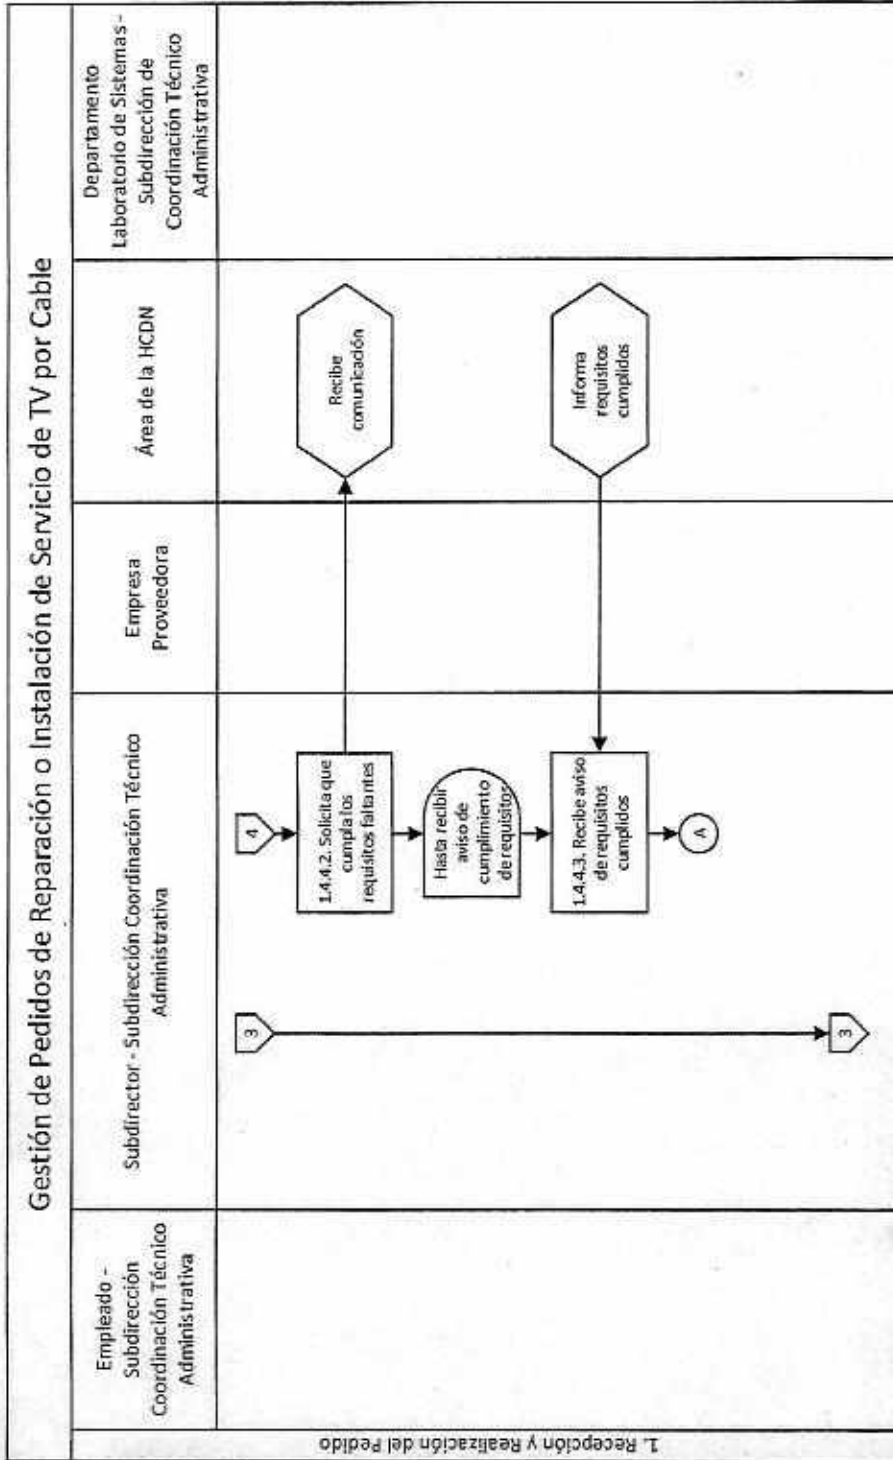 Gestión de Pedidos de Reparación o Instalación de Servicio de TV por Cable
Empleado -
Subdirección
Coordinación Técnico
Administrativa
Subdirector - Subdirección Coordinación Técnico
Administrativa
Empresa
Proveedora
Área de la HCDN
Departamento
Laboratorio de Sistemas -
Subdirección de
Coordinación Técnico
Administrativa
1. Recepción y Realización del Pedido
3
4
1.4.4.2. Solicita que
cumpla los
requisitos faltantes
Recibe
comunicación
Hasta recibir
aviso de
cumplimiento
de requisitos
1.4.4.3. Recibe aviso
de requisitos
cumplidos
Informa
requisitos
cumplidos
A
3